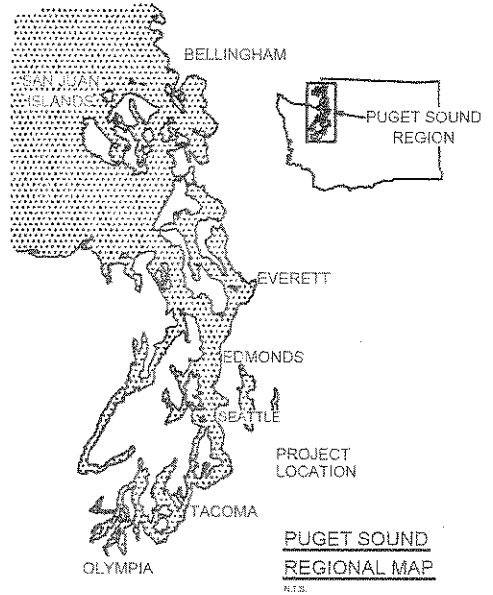 BELLINGHAM
SAN JUAN
ISLANDS
PUGET SOUND
REGION
EVERETT
EDMONDS
SEATTLE
PROJECT
LOCATION
TACOMA
OLYMPIA
PUGET SOUND
REGIONAL MAP
N.T.S.